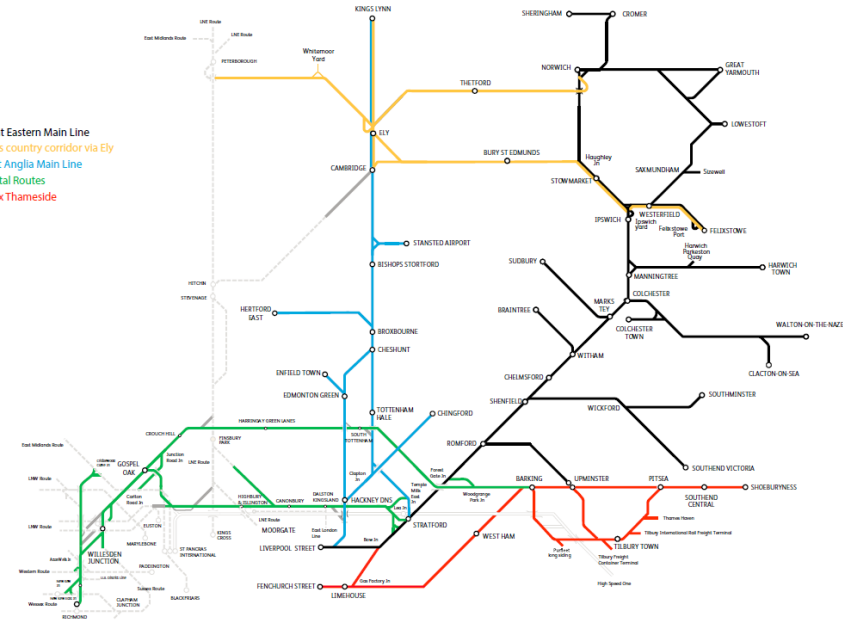 KINGS LYNN
SHERINGHAM
CROMER
LNE Route
East Midlands Route
LNE Route
PETERBOROUGH
Whitemoor
Yard
NORWICH
GREAT
YARMOUTH
THETFORD
LOWESTOFT
t Eastern Main Line
s country corridor via Ely
t Anglia Main Line
tal Routes
x Thameside
ELY
BURY ST EDMUNDS
Haughley
Jn
CAMBRIDGE
STOWMARKET
SAXMUNDHAM
Sizewell
WESTERFIELD
IPSWICH
Ipswich
yard
Felixstowe
Port
FELIXSTOWE
STANSTED AIRPORT
Harwich
Parkeston
Quay
BISHOPS STORTFORD
SUDBURY
HARWICH
TOWN
MANNINGTREE
HITCHIN
STEVENAGE
COLCHESTER
MARKS
TEY
HERTFORD
EAST
BRAINTREE
COLCHESTER
TOWN
WALTON-ON-THE-NAZE
BROXBOURNE
CHESHUNT
WITHAM
CLACTON-ON-SEA
ENFIELD TOWN
CHELMSFORD
EDMONTON GREEN
SHENFIELD
WICKFORD
SOUTHMINSTER
TOTTENHAM
HALE
CHINGFORD
HARRINGAY GREEN LANES
CROUCH HILL
SOUTH
TOTTENHAM
FINSBURY
PARK
ROMFORD
East Midlands Route
Junction
Road Jn
GOSPEL
OAK
LNE Route
SOUTHEND VICTORIA
Clapton
Jn
Forest
Gate Jn
Temple
Mills
East Jn
BARKING
UPMINSTER
PITSEA
SHOEBURYNESS
LNW Route
Carlton
Road Jn
HIGHBURY
& ISLINGTON
CANONBURY
DALSTON
KINGSLAND
HACKNEY DNS
Woodgrange
Park Jn
SOUTHEND
CENTRAL
Lea Jn
LNW Route
EUSTON
LNE Route
MOORGATE
STRATFORD
Thames Haven
KINGS
CROSS
East London
Line
WEST HAM
Tilbury International Rail Freight Terminal
MARYLEBONE
Bow Jn
LIVERPOOL STREET
TILBURY TOWN
WILLESDEN
JUNCTION
ST PANCRAS
INTERNATIONAL
Purfleet
long siding
Tilbury Freight
Container Terminal
PADDINGTON
Western Route
Gas Factory Jn
High Speed One
Sussex Route
FENCHURCH STREET
LIMEHOUSE
BLACKFRIARS
CLAPHAM
JUNCTION
Wessex Route
RICHMOND